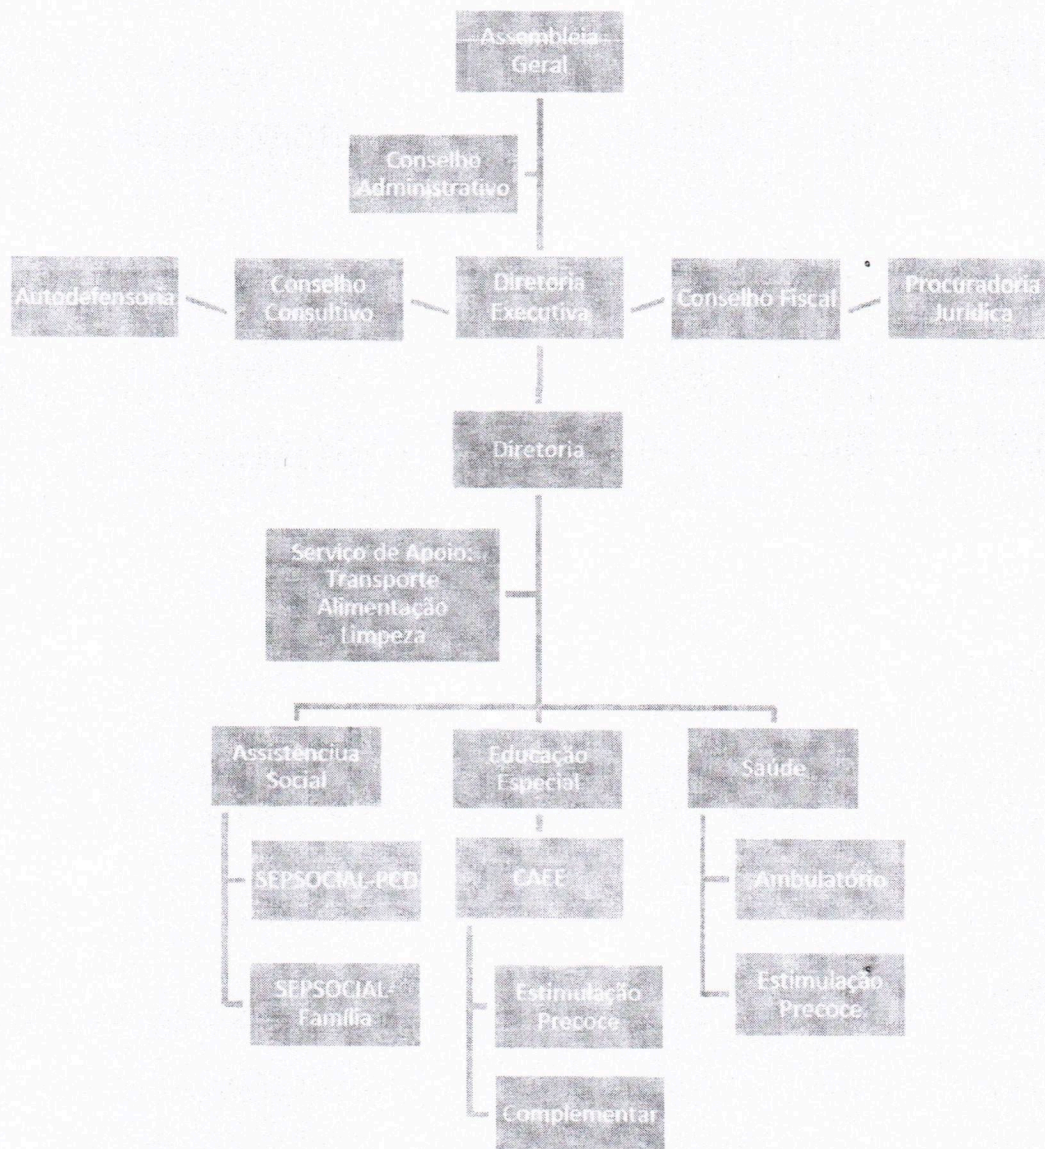 Assembleia
Geral
Conselho
Administrativo
Autodefensoria
Conselho
Consultivo
Diretoria
Executiva
Conselho Fiscal
Procuradoria
Jurídica
Diretoria
Serviço de Apoio:
Transporte
Alimentação
Limpeza
Assistênciua
Social
Educação
Especial
Saúde
SEPSOCIAL-PCD
CAEE
Ambulatório
SEPSOCIAL-
Família
Estimulação
Precoce
Estimulação
Precoce
Complementar